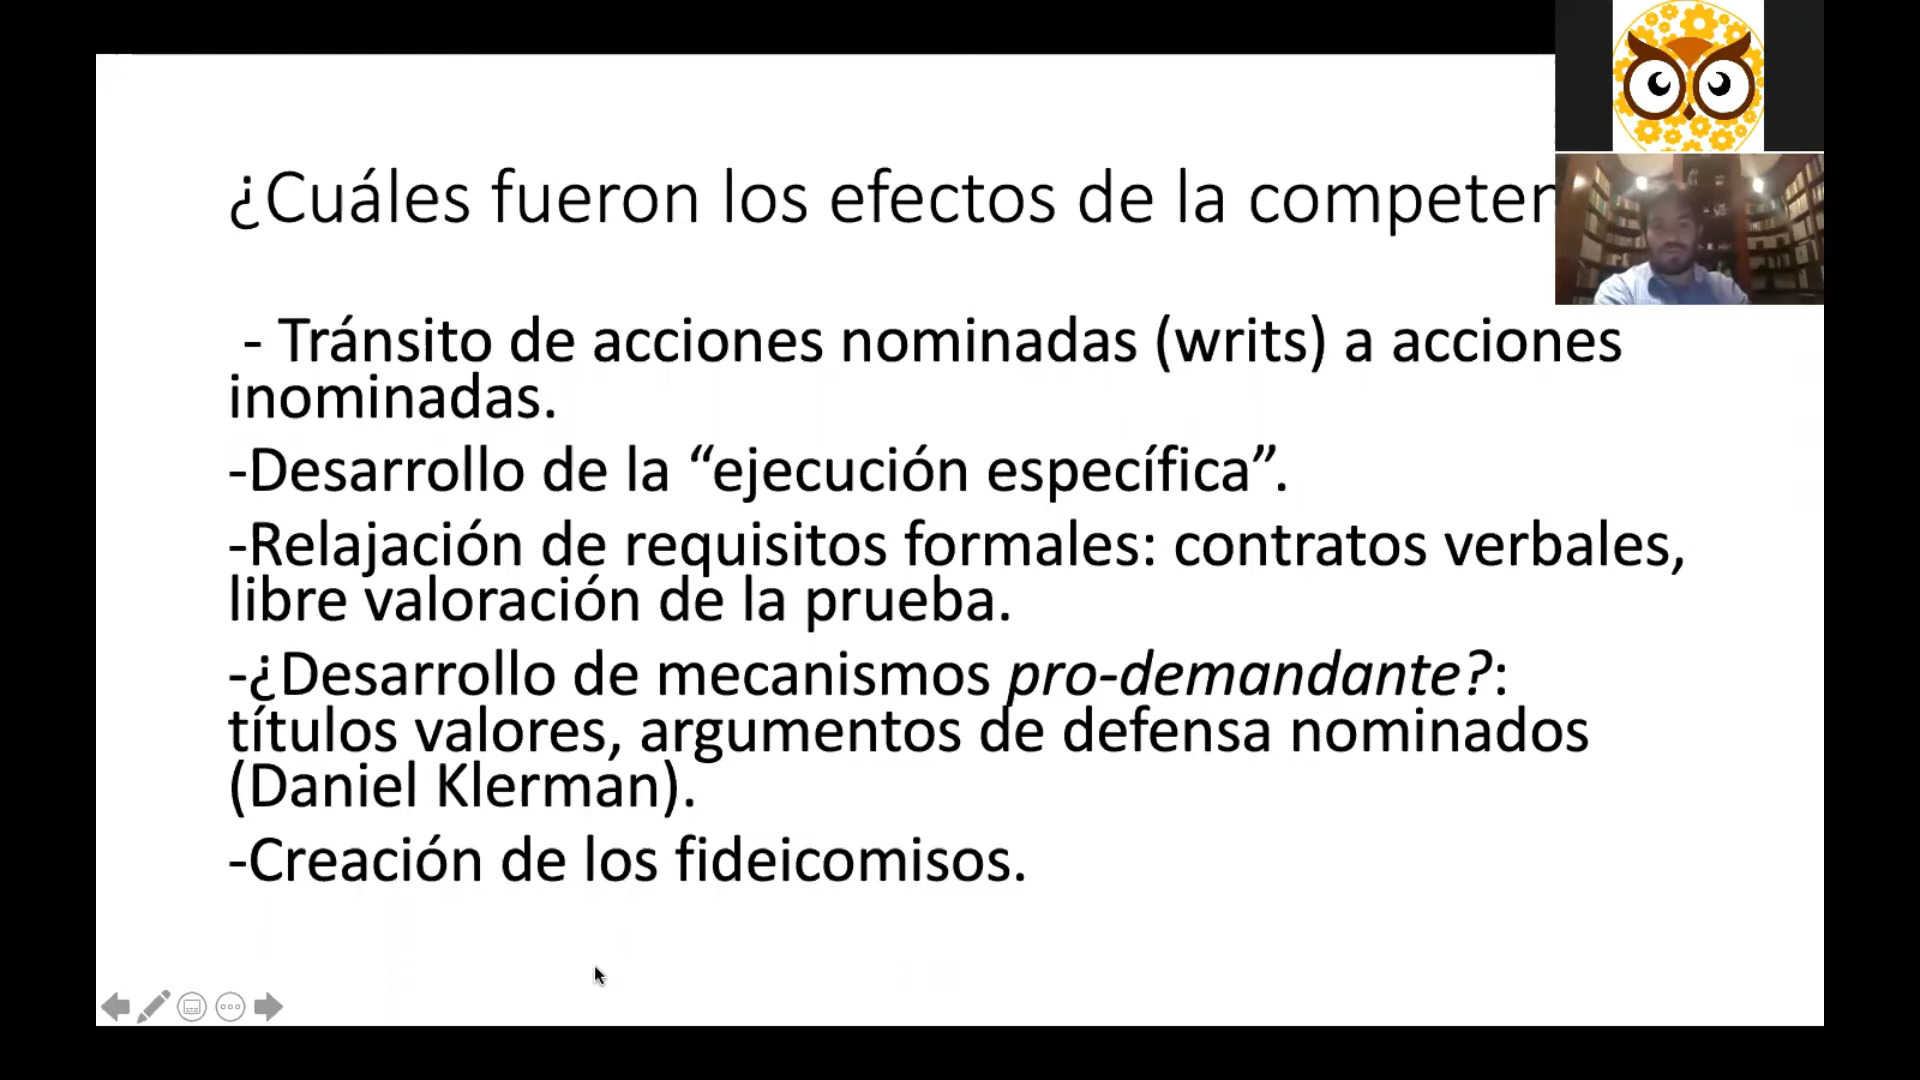 ¿Cuáles fueron los efectos de la competen
- Tránsito de acciones nominadas (writs) a acciones
inominadas.
-Desarrollo de la “ejecución específica”.
-Relajación de requisitos formales: contratos verbales,
libre valoración de la prueba.
-¿Desarrollo de mecanismos pro-demandante?:
títulos valores, argumentos de defensa nominados
(Daniel Klerman).
-Creación de los fideicomisos.